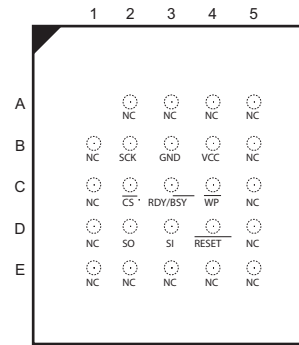 1 2 3 4 5
A
NC NC NC NC
B
NC SCK GND VCC NC
C
NC CS RDY/BSY WP NC
D
NC SO SI RESET NC
E
NC NC NC NC NC